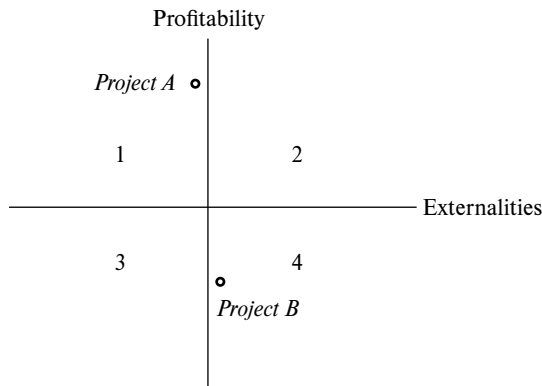 Profitability
Project A
1
2
Externalities
3
4
Project B